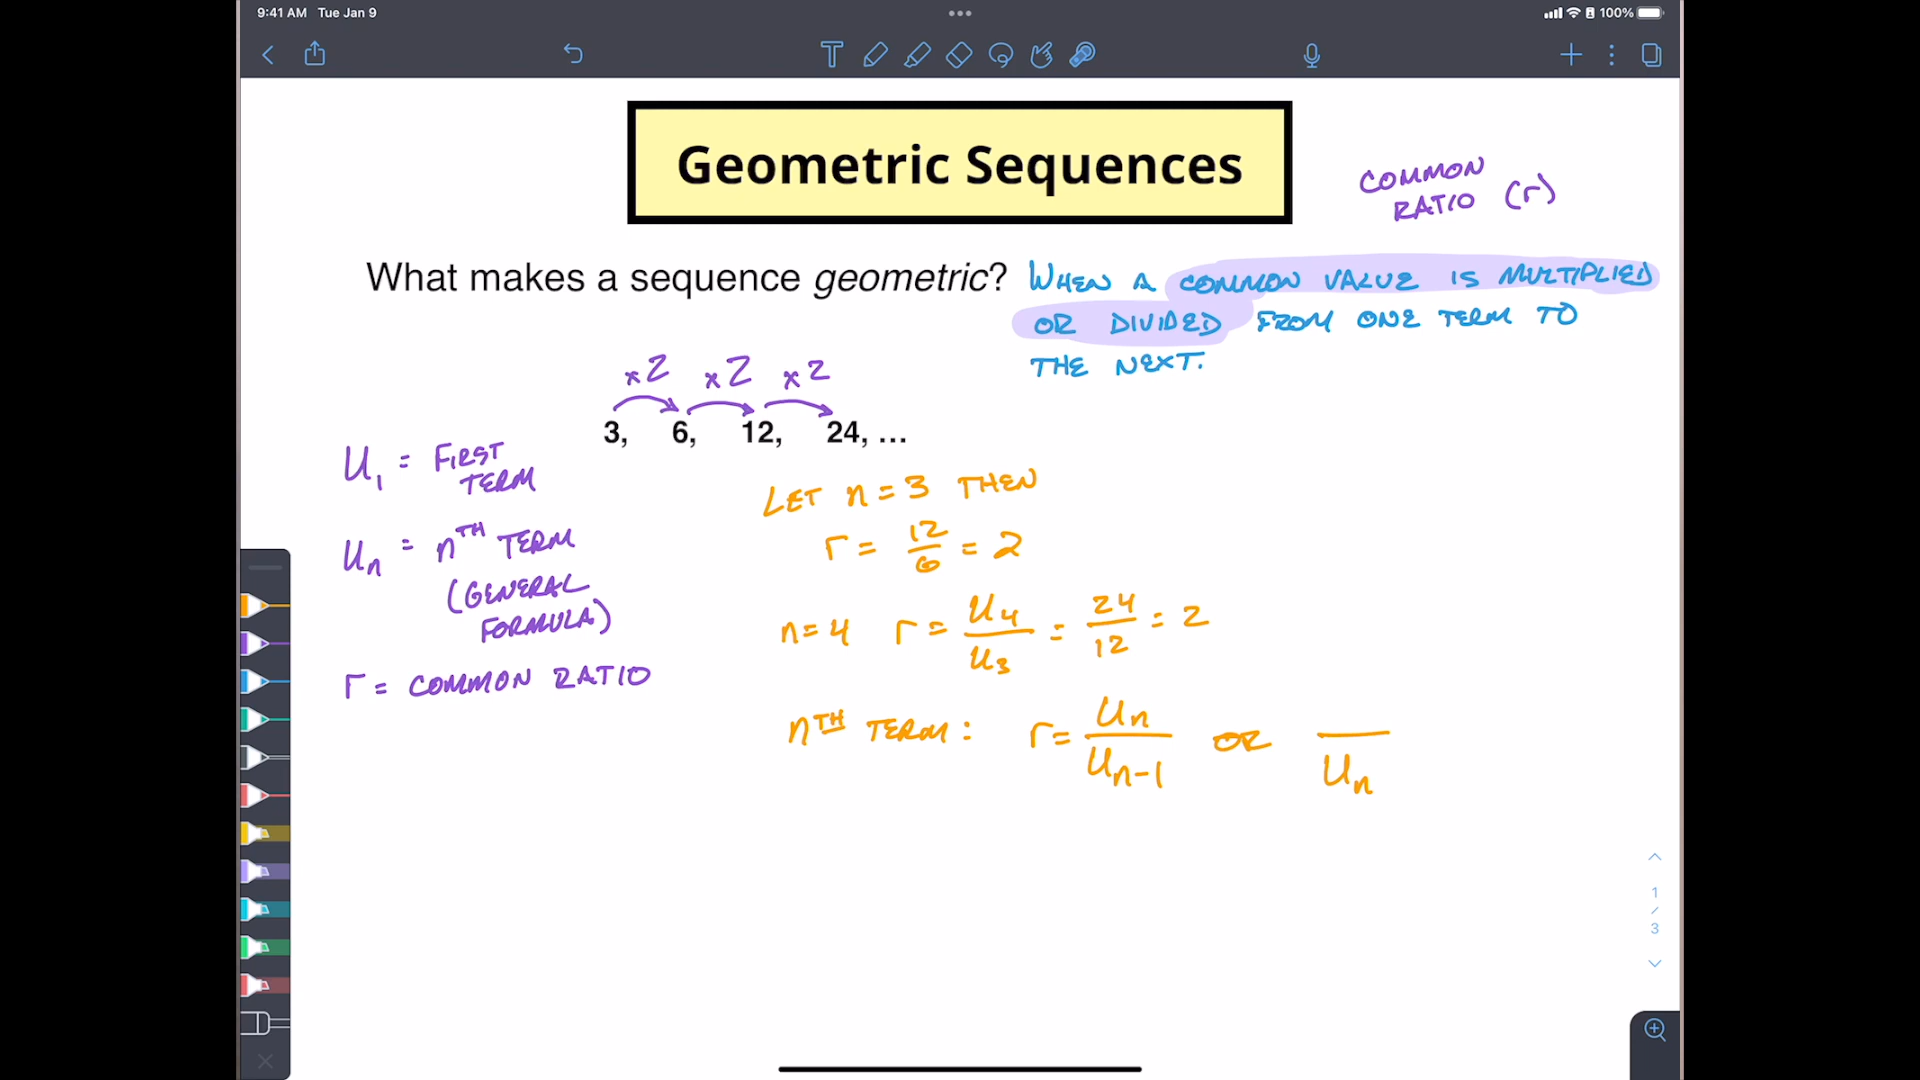 9:41 AM Tue Jan 9
100%
Geometric Sequences
COMMON
RATIO (r)
What makes a sequence geometric? WHEN A COMMON VALUE IS MULTIPLIED
OR DIVIDED FROM ONE TERM TO
THE NEXT.
×2 ×2 ×2
3, 6, 12, 24, ...
U₁ = FIRST
TERM
Uₙ = nᵀᴴ TERM
(GENERAL
FORMULA)
r = COMMON RATIO
LET n = 3 THEN
r = 12/6 = 2
n = 4 r = U₄/U₃ = 24/12 = 2
nᵀᴴ TERM: r = Uₙ/Uₙ₋₁ OR /Uₙ
1
/
3